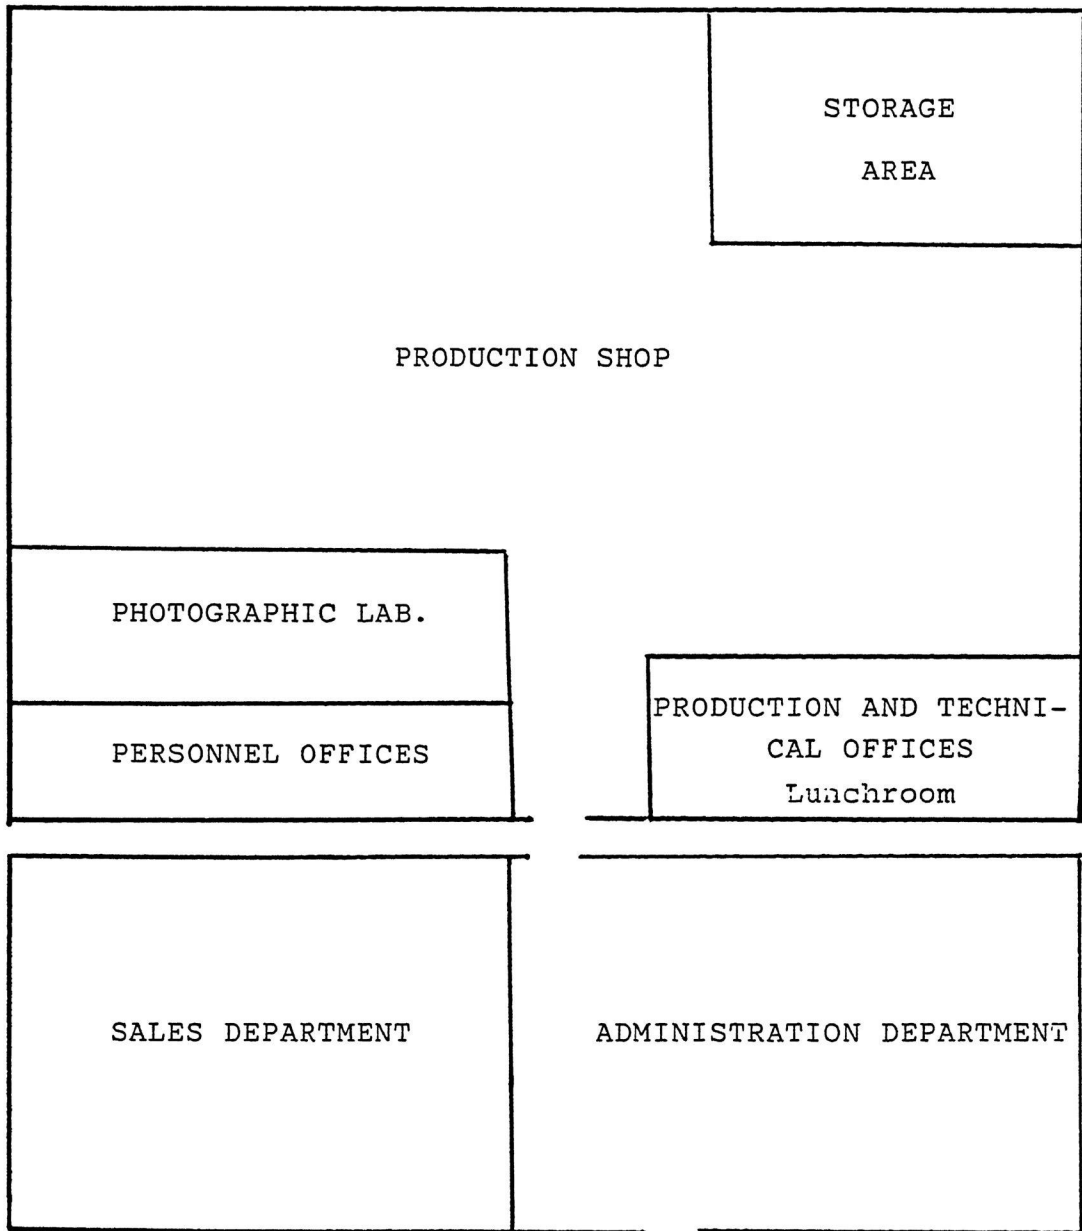 STORAGE
AREA
PRODUCTION SHOP
PHOTOGRAPHIC LAB.
PERSONNEL OFFICES
PRODUCTION AND TECHNI-
CAL OFFICES
Lunchroom
SALES DEPARTMENT
ADMINISTRATION DEPARTMENT